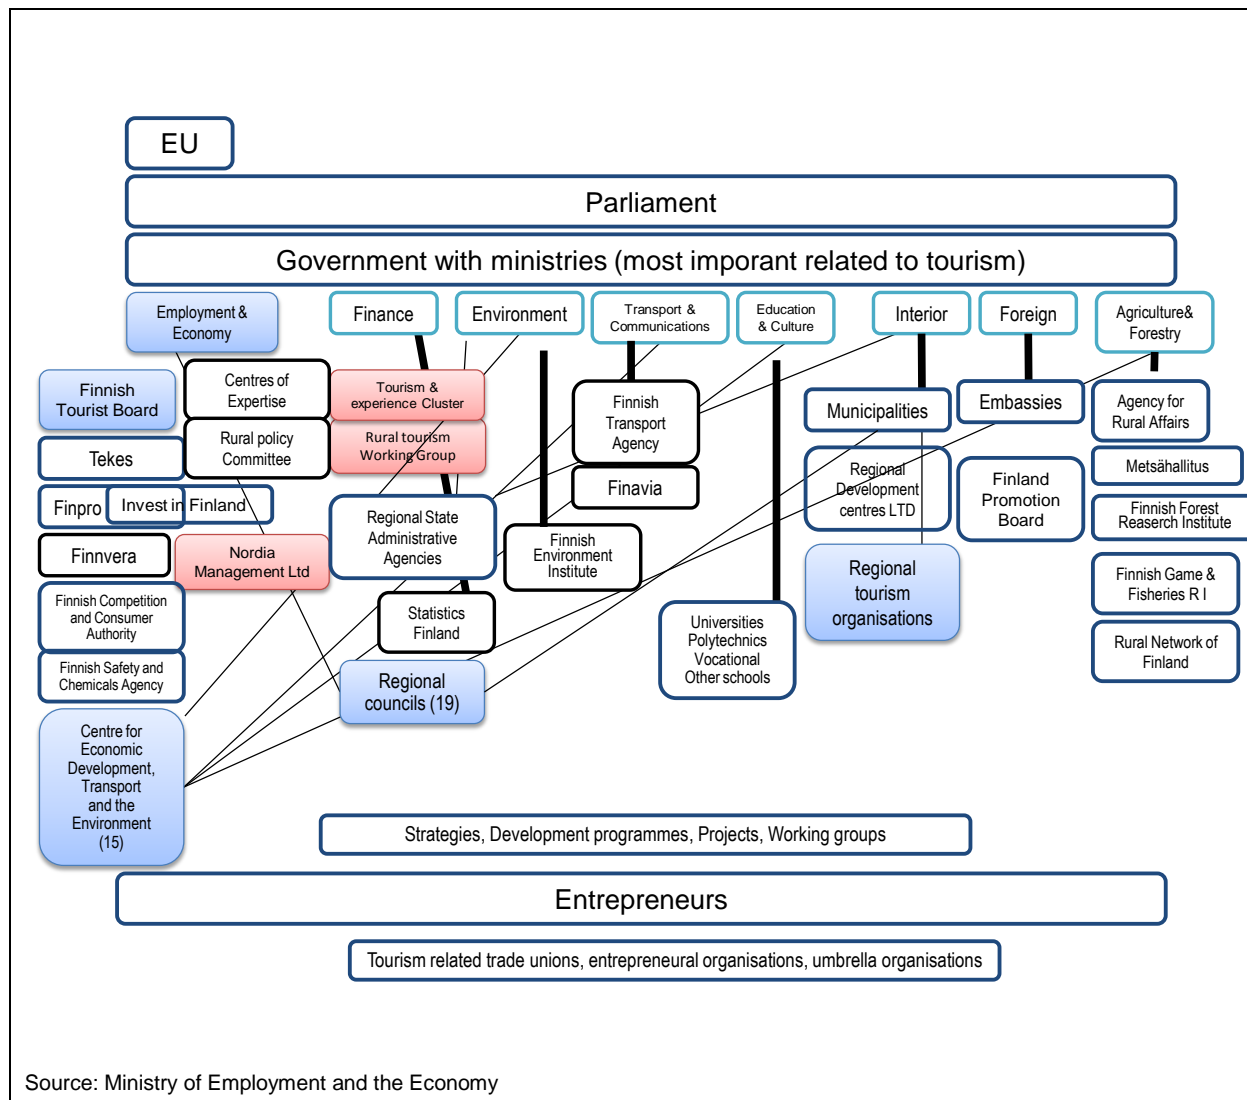 EU
Parliament
Government with ministries (most imporant related to tourism)
Employment &
Economy
Finance
Environment
Transport &
Communications
Education
& Culture
Interior
Foreign
Agriculture&
Forestry
Finnish
Tourist Board
Centres of
Expertise
Tourism &
experience Cluster
Finnish
Transport
Agency
Municipalities
Embassies
Agency for
Rural Affairs
Tekes
Rural policy
Committee
Rural tourism
Working Group
Metsähallitus
Finpro
Invest in Finland
Regional State
Administrative
Agencies
Finavia
Regional
Development
centres LTD
Finland
Promotion
Board
Finnish Forest
Reaserch Institute
Finnvera
Nordia
Management Ltd
Finnish
Environment
Institute
Regional
tourism
organisations
Finnish Game &
Fisheries R I
Finnish Competition
and Consumer
Authority
Statistics
Finland
Universities
Polytechnics
Vocational
Other schools
Rural Network of
Finland
Finnish Safety and
Chemicals Agency
Regional
councils (19)
Centre for
Economic
Development,
Transport
and the
Environment
(15)
Strategies, Development programmes, Projects, Working groups
Entrepreneurs
Tourism related trade unions, entrepreneural organisations, umbrella organisations
Source: Ministry of Employment and the Economy